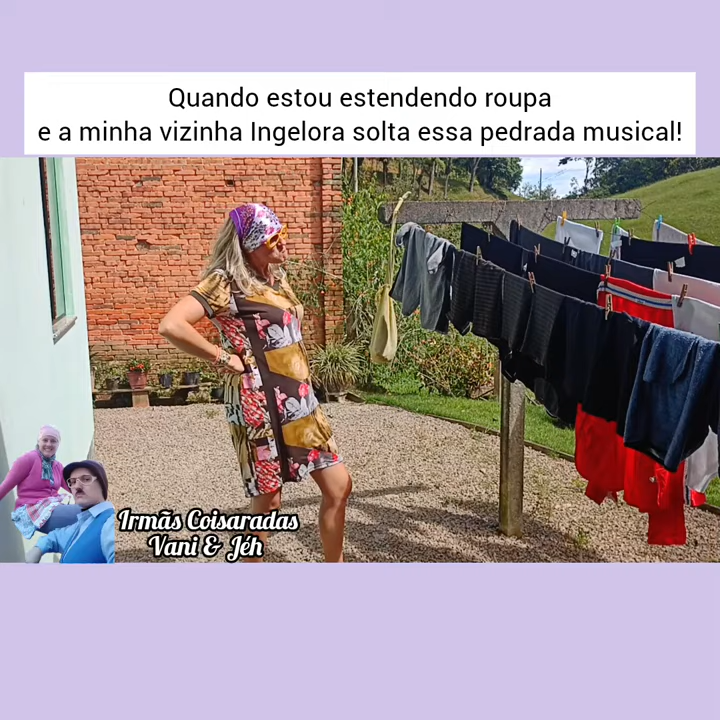 Quando estou estendendo roupa
e a minha vizinha Ingelora solta essa pedrada musical!
Irmãs Coisaradas
Vani & Jéh